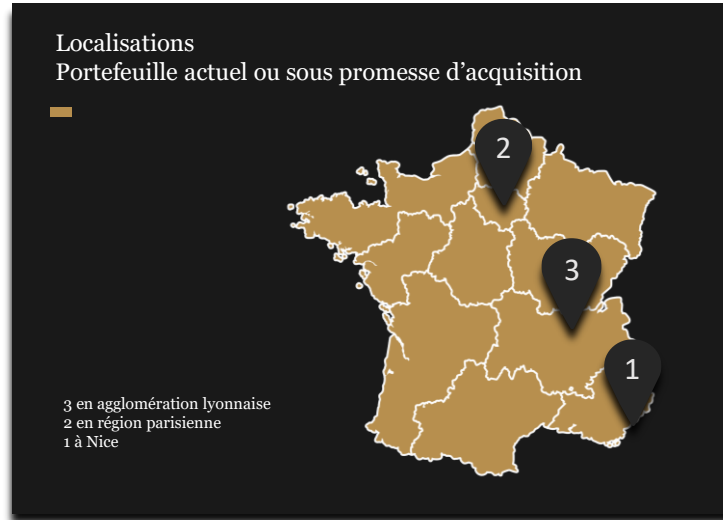 Localisations
Portefeuille actuel ou sous promesse d’acquisition
2
3
1
3 en agglomération lyonnaise
2 en région parisienne
1 à Nice